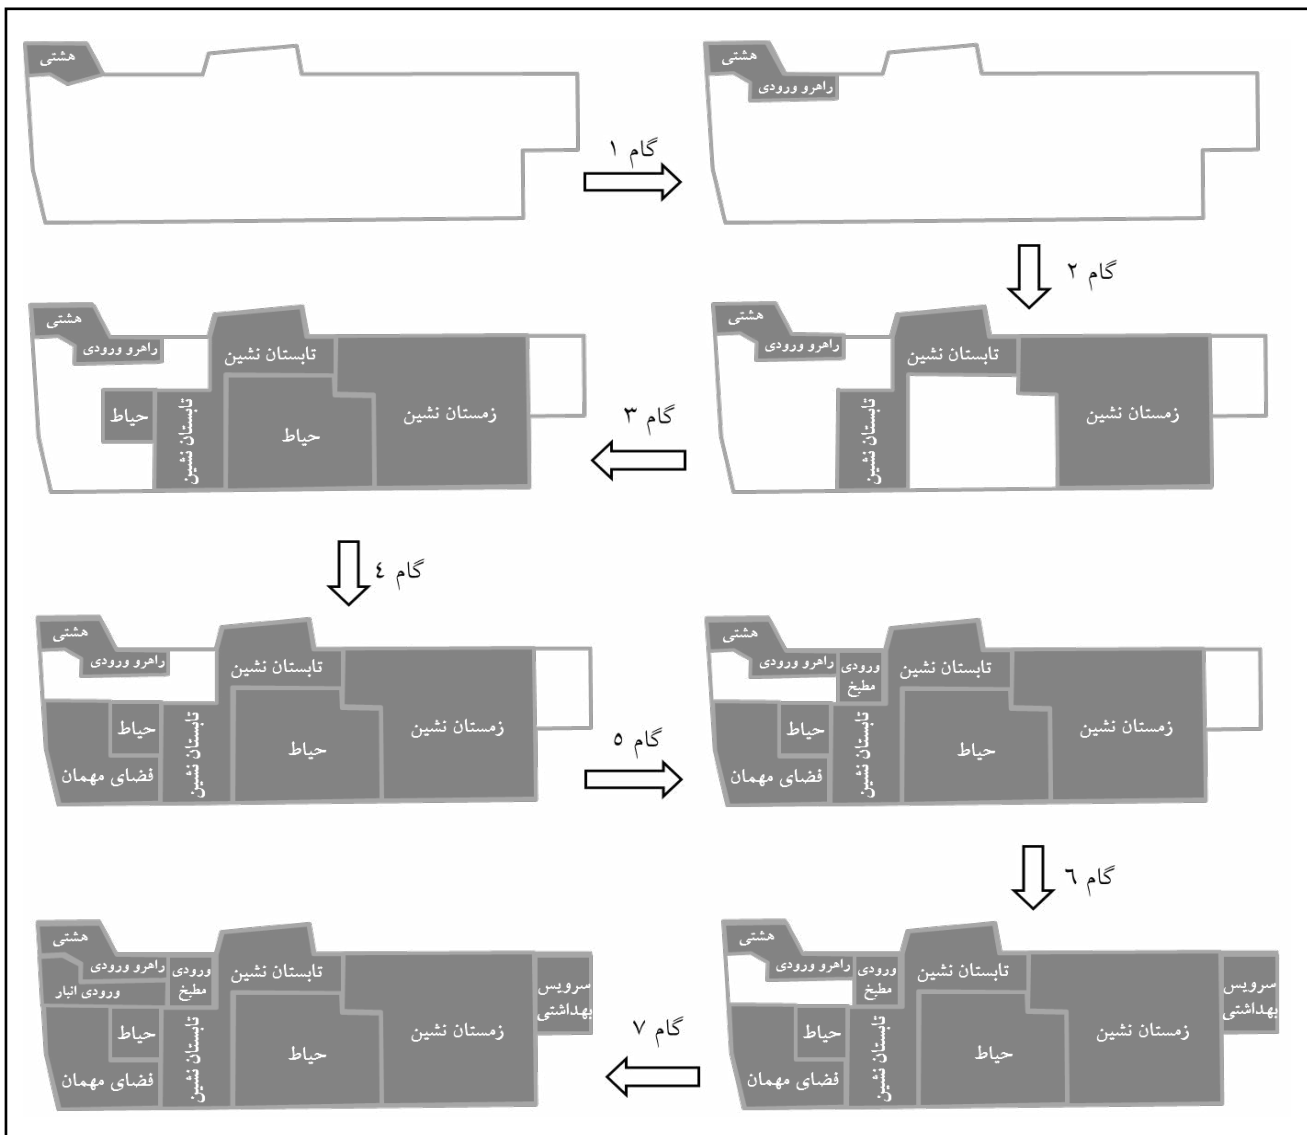 هشتی
گام ۱
هشتی
راهرو ورودی
گام ۲
هشتی
راهرو ورودی
تابستان نشین
تابستان نشین
زمستان نشین
گام ۳
هشتی
راهرو ورودی
تابستان نشین
حیاط
تابستان نشین
حیاط
زمستان نشین
گام ٤
هشتی
راهرو ورودی
تابستان نشین
حیاط
تابستان نشین
حیاط
زمستان نشین
فضای مهمان
گام ٥
هشتی
راهرو ورودی
ورودی
مطبخ
تابستان نشین
حیاط
تابستان نشین
حیاط
زمستان نشین
فضای مهمان
گام ٦
هشتی
راهرو ورودی
ورودی
مطبخ
تابستان نشین
سرویس
بهداشتی
حیاط
تابستان نشین
حیاط
زمستان نشین
فضای مهمان
گام ۷
هشتی
راهرو ورودی
ورودی
مطبخ
تابستان نشین
ورودی انبار
سرویس
بهداشتی
حیاط
تابستان نشین
حیاط
زمستان نشین
فضای مهمان